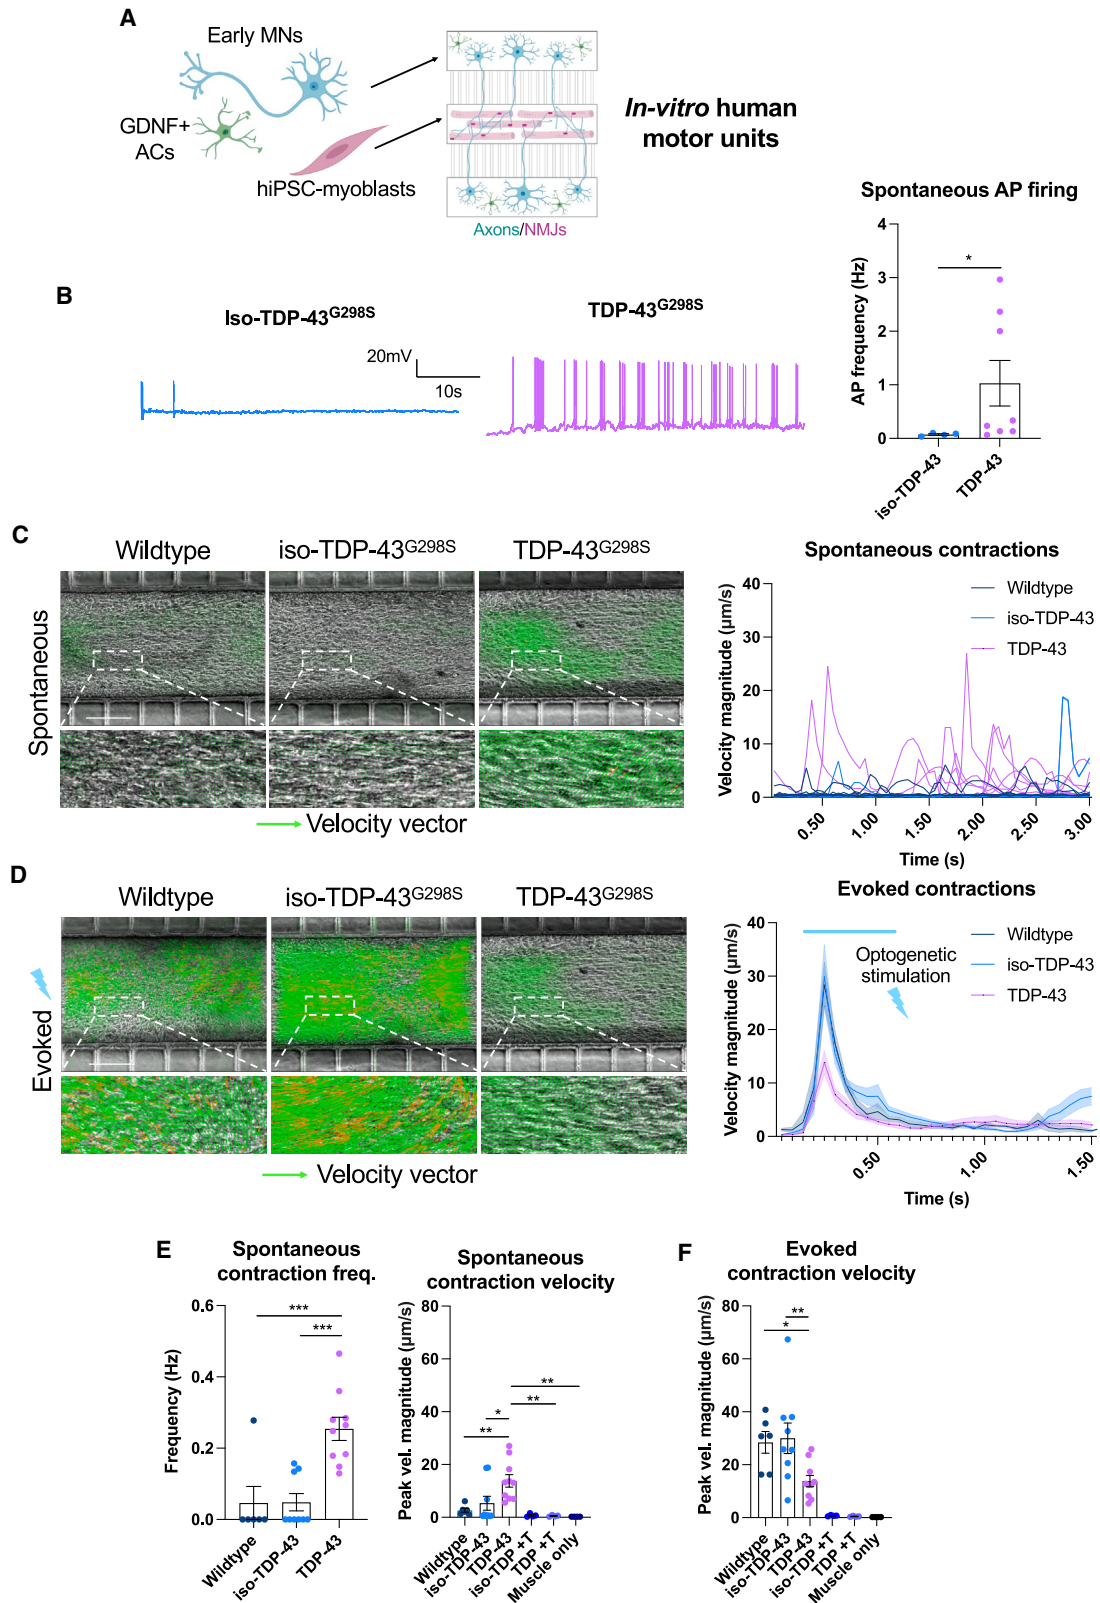 A
Early MNs
GDNF+
ACs
hiPSC-myoblasts
Axons/NMJs
In-vitro human
motor units
B
Iso-TDP-43G298S
20mV
10s
TDP-43G298S
Spontaneous AP firing
AP frequency (Hz)
4
3
2
1
0
*
iso-TDP-43
TDP-43
C
Spontaneous
Wildtype
iso-TDP-43G298S
TDP-43G298S
Velocity vector
Spontaneous contractions
Velocity magnitude (µm/s)
40
30
20
10
0
Wildtype
iso-TDP-43
TDP-43
0.50
1.00
1.50
2.00
2.50
3.00
Time (s)
D
Evoked
Wildtype
iso-TDP-43G298S
TDP-43G298S
Velocity vector
Evoked contractions
Velocity magnitude (µm/s)
40
30
20
10
0
Optogenetic
stimulation
Wildtype
iso-TDP-43
TDP-43
0.50
1.00
1.50
Time (s)
E
Spontaneous
contraction freq.
Frequency (Hz)
0.6
0.4
0.2
0.0
***
***
Wildtype
iso-TDP-43
TDP-43
Spontaneous
contraction velocity
Peak vel. magnitude (µm/s)
80
60
40
20
0
**
**
*
**
Wildtype
iso-TDP-43
TDP-43
iso-TDP +T
TDP +T
Muscle only
F
Evoked
contraction velocity
Peak vel. magnitude (µm/s)
80
60
40
20
0
**
*
Wildtype
iso-TDP-43
TDP-43
iso-TDP +T
TDP +T
Muscle only